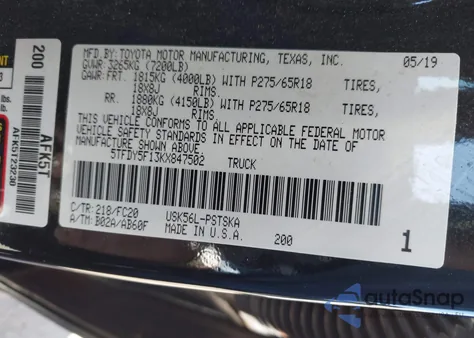 MFD.BY: TOYOTA MOTOR MANUFACTURING, TEXAS, INC. 05/19
GVWR: 3265KG (7200LB)
GAWR: FRT. 1815KG (4000LB) WITH P275/65R18 TIRES,
18X8J RIMS.
RR. 1880KG (4150LB) WITH P275/65R18 TIRES,
18X8J RIMS.
THIS VEHICLE CONFORMS TO ALL APPLICABLE FEDERAL MOTOR
VEHICLE SAFETY STANDARDS IN EFFECT ON THE DATE OF
MANUFACTURE SHOWN ABOVE.
5TFDY5F13KX847502 TRUCK
C/TR: 218/FC20 USK56L-PSTSKA
A/TM: B02A/AB60F MADE IN U.S.A. 200 1
200
AFK5T
lbs.
autoSnap